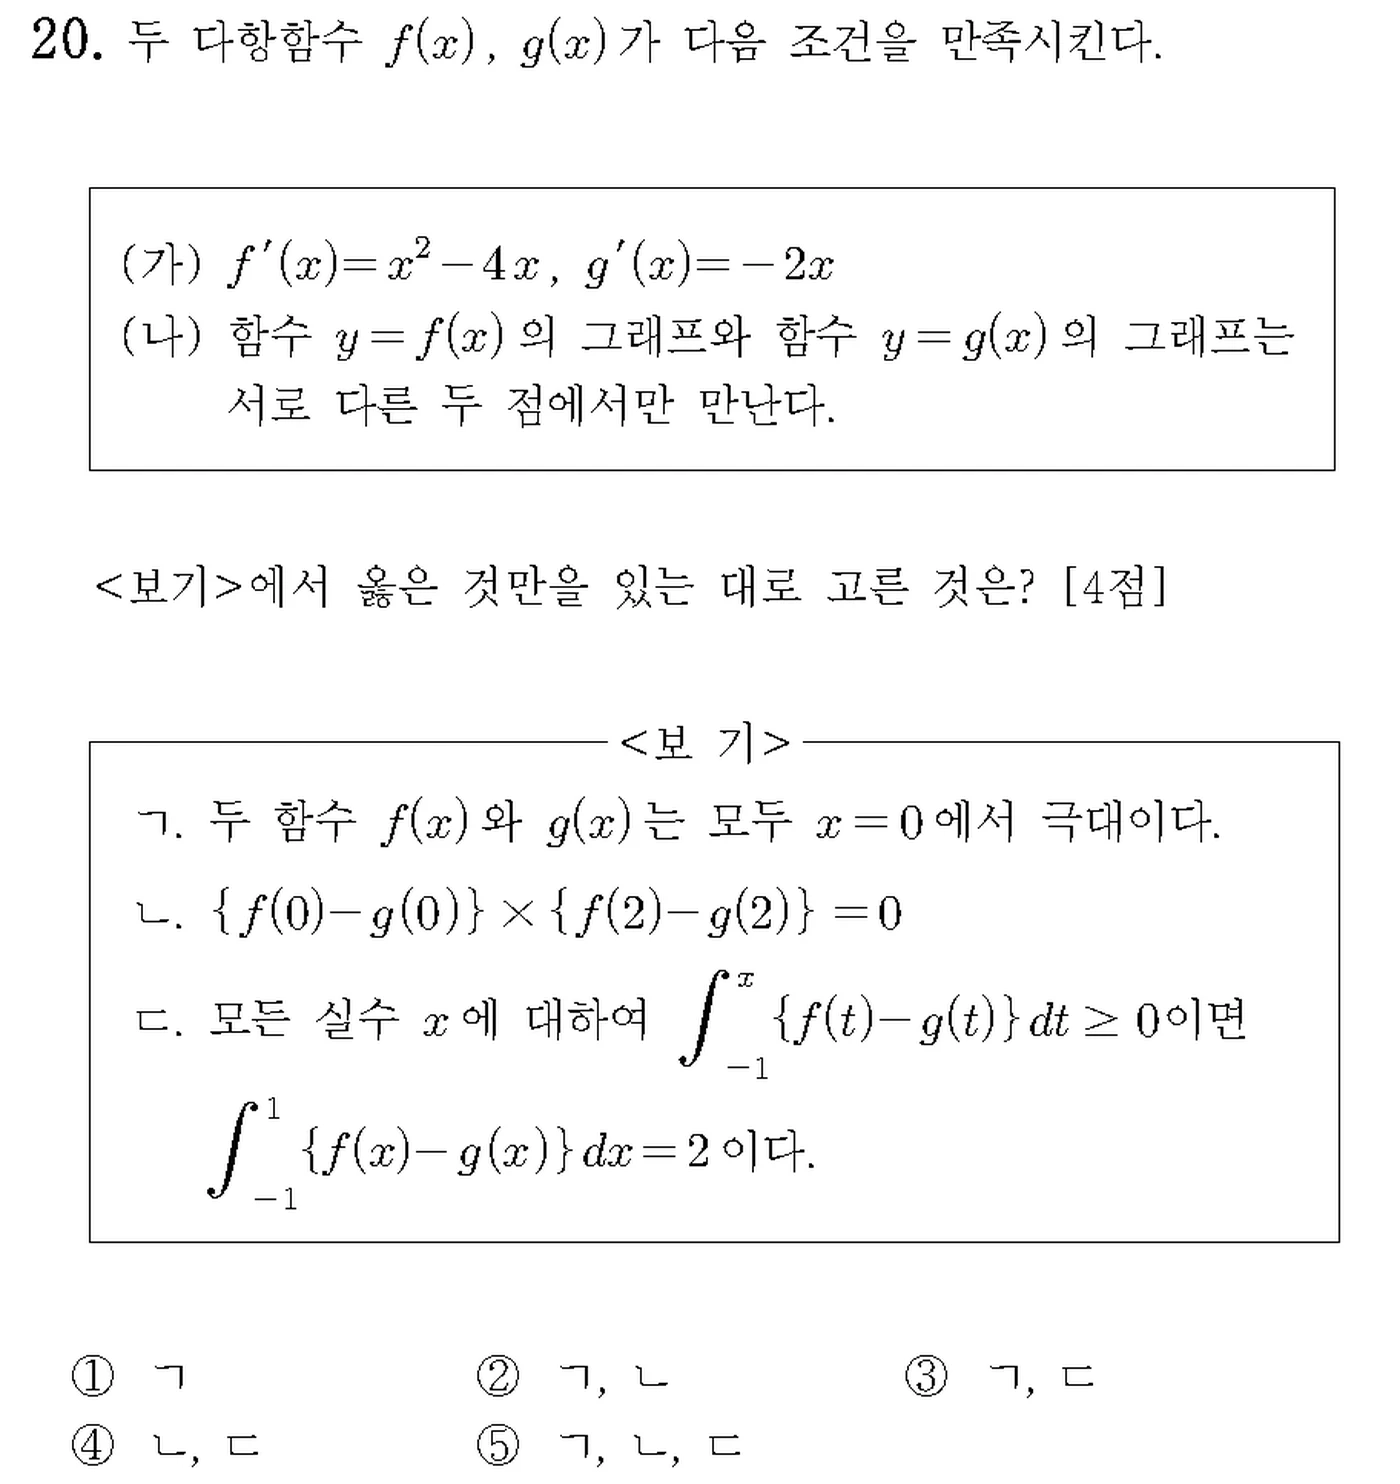 20. 두 다항함수 f(x), g(x)가 다음 조건을 만족시킨다.
(가) f′(x)=x²−4x, g′(x)=−2x
(나) 함수 y=f(x)의 그래프와 함수 y=g(x)의 그래프는
서로 다른 두 점에서만 만난다.
<보기>에서 옳은 것만을 있는 대로 고른 것은? [4점]
<보 기>
ㄱ. 두 함수 f(x)와 g(x)는 모두 x=0에서 극대이다.
ㄴ. {f(0)−g(0)}×{f(2)−g(2)}=0
ㄷ. 모든 실수 x에 대하여 ∫₋₁ˣ {f(t)−g(t)}dt ≥ 0이면
∫₋₁¹ {f(x)−g(x)}dx=2이다.
① ㄱ ② ㄱ, ㄴ ③ ㄱ, ㄷ
④ ㄴ, ㄷ ⑤ ㄱ, ㄴ, ㄷ